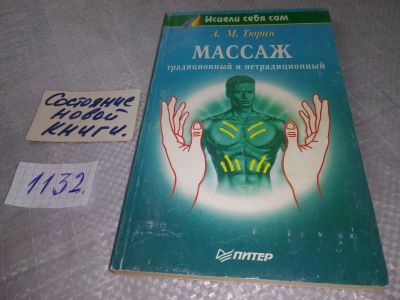 Исцели себя сам
А. М. Тюрин
МАССАЖ
традиционный и нетрадиционный
ПИТЕР
Состояние
новой
книги.
1132.